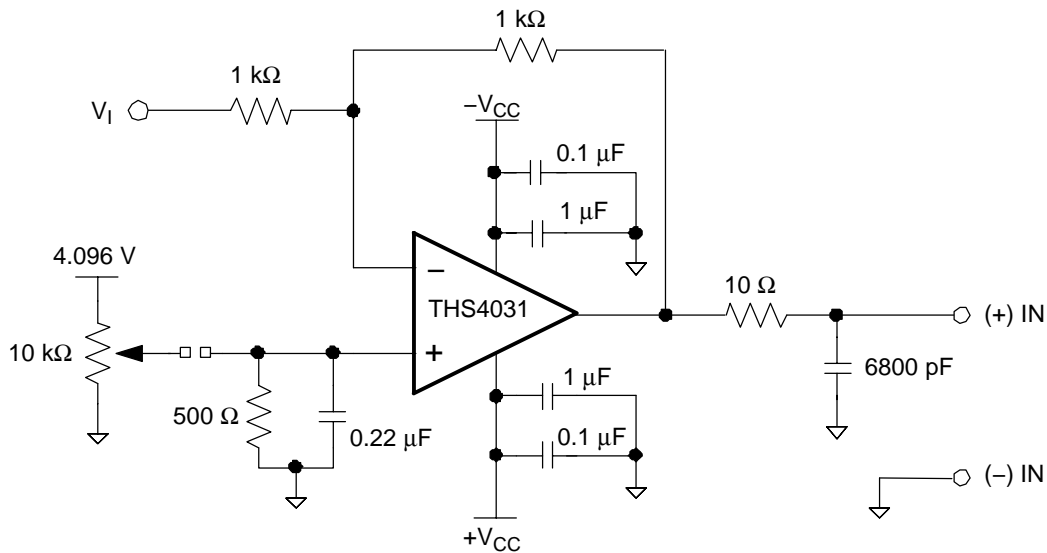 1 kΩ
1 kΩ
V_I
−V_CC
0.1 μF
1 μF
4.096 V
−
THS4031
10 Ω
(+) IN
10 kΩ
+
6800 pF
500 Ω
0.22 μF
1 μF
0.1 μF
(−) IN
+V_CC